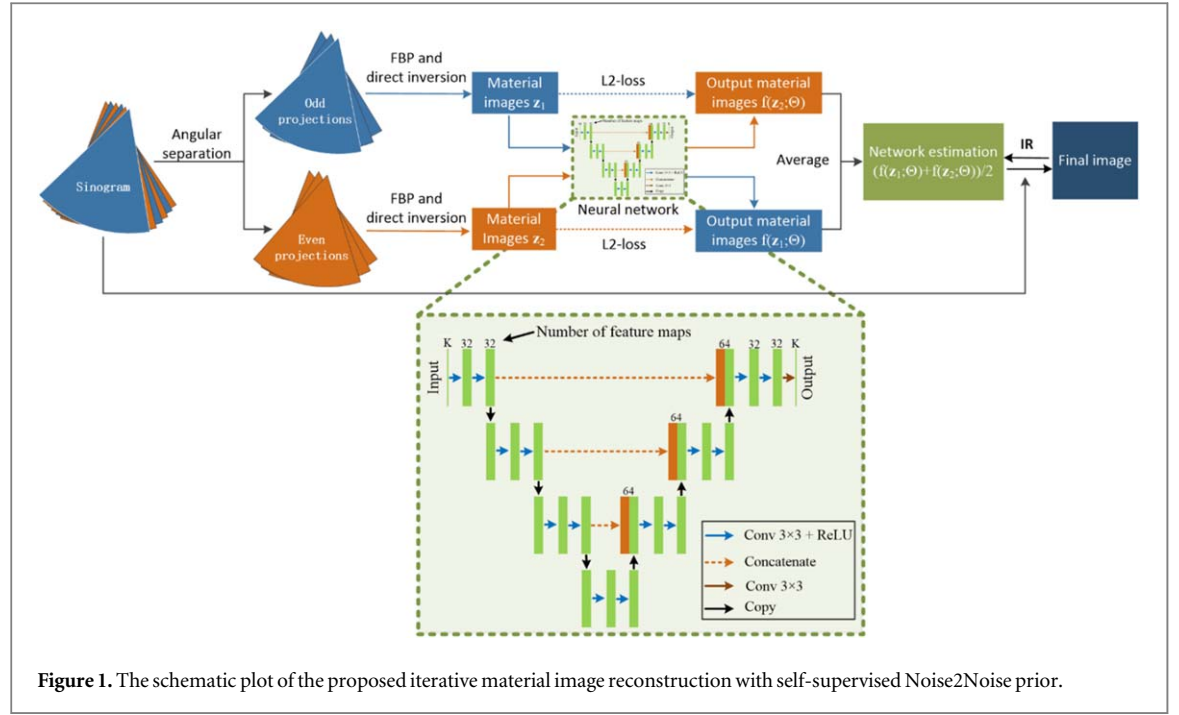 Sinogram
Angular
separation
Odd
projections
Even
projections
FBP and
direct inversion
FBP and
direct inversion
Material
images z₁
Material
Images z₂
L2-loss
Number of feature maps
Neural network
L2-loss
Output material
images f(z₂;Θ)
Output material
images f(z₁;Θ)
Average
Network estimation
(f(z₁;Θ)+f(z₂;Θ))/2
IR
Final image
Number of feature maps
K 32 32
Input
64 32 32 K
Output
64
64
Conv 3×3 + ReLU
Concatenate
Conv 3×3
Copy
Figure 1. The schematic plot of the proposed iterative material image reconstruction with self-supervised Noise2Noise prior.